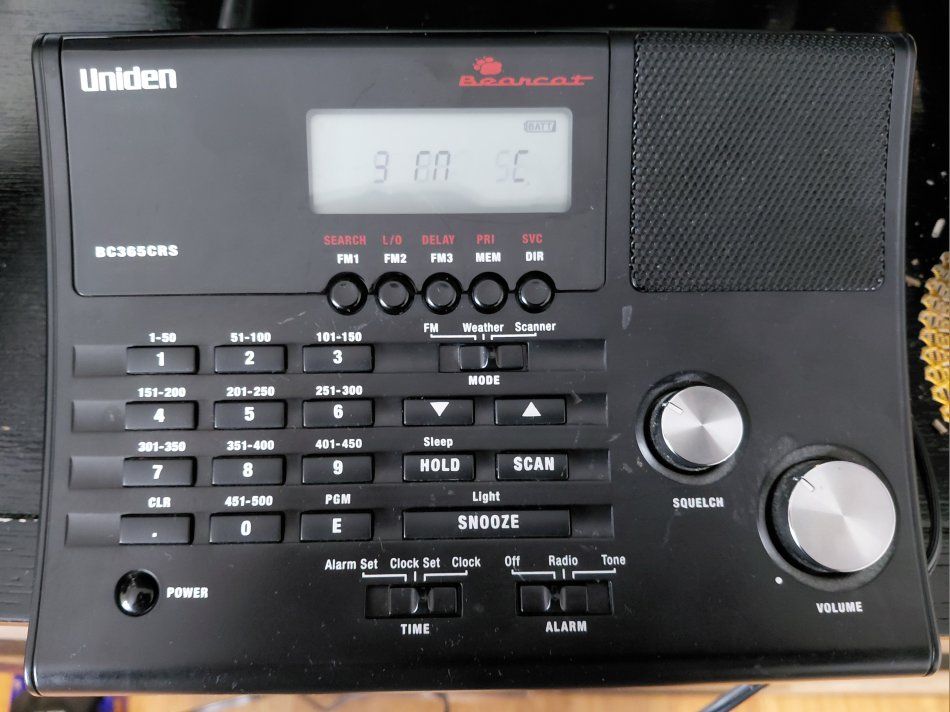 Uniden
Bearcat
BATT
BC365CRS
SEARCH L/O DELAY PRI SVC
FM1 FM2 FM3 MEM DIR
FM Weather Scanner
MODE
1-50 51-100 101-150
1 2 3
151-200 201-250 251-300
4 5 6 ▼ ▲
301-350 351-400 401-450 Sleep
7 8 9 HOLD SCAN
CLR 451-500 PGM Light
. 0 E SNOOZE
SQUELCH
VOLUME
POWER
Alarm Set Clock Set Clock
TIME
Off Radio Tone
ALARM